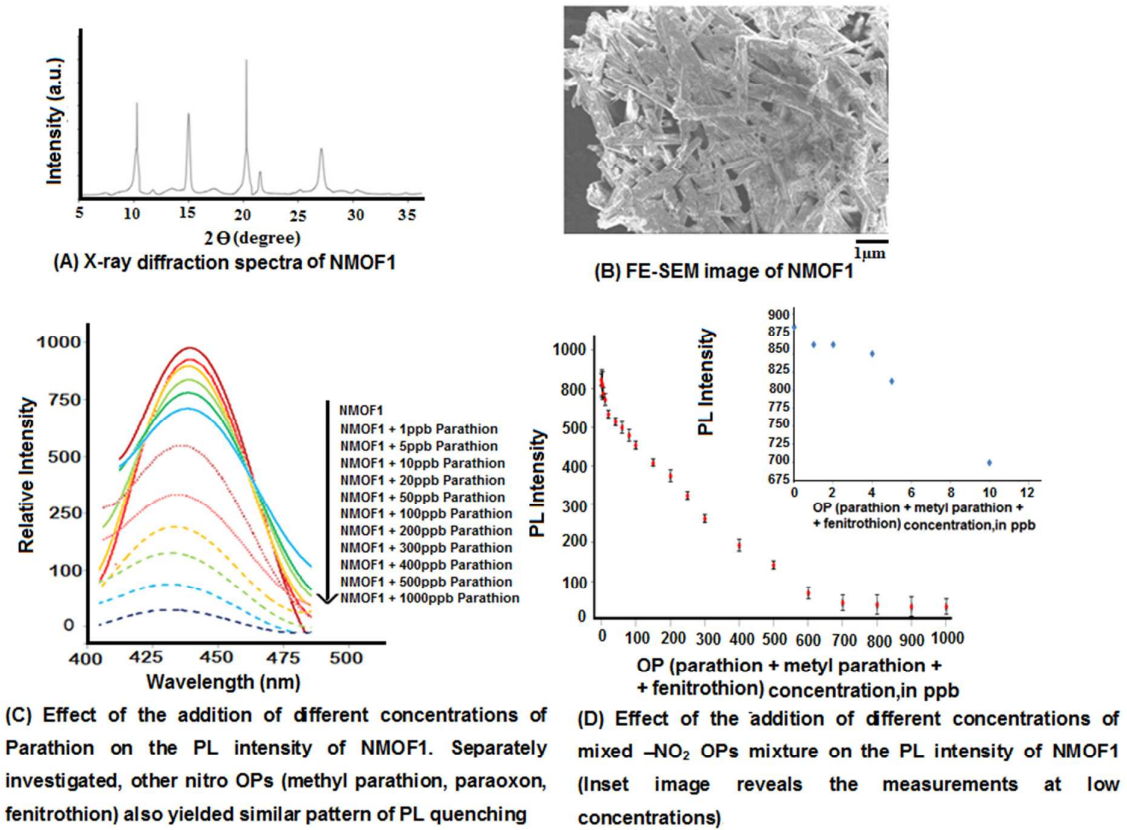 Intensity (a.u.)
5 10 15 20 25 30 35
2 Θ (degree)
(A) X-ray diffraction spectra of NMOF1
1µm
(B) FE-SEM image of NMOF1
Relative Intensity
1000
750
500
250
100
0
400 425 450 475 500
Wavelength (nm)
NMOF1
NMOF1 + 1ppb Parathion
NMOF1 + 5ppb Parathion
NMOF1 + 10ppb Parathion
NMOF1 + 20ppb Parathion
NMOF1 + 50ppb Parathion
NMOF1 + 100ppb Parathion
NMOF1 + 200ppb Parathion
NMOF1 + 300ppb Parathion
NMOF1 + 400ppb Parathion
NMOF1 + 500ppb Parathion
NMOF1 + 1000ppb Parathion
(C) Effect of the addition of different concentrations of
Parathion on the PL intensity of NMOF1. Separately
investigated, other nitro OPs (methyl parathion, paraoxon,
fenitrothion) also yielded similar pattern of PL quenching
PL Intensity
1000
800
500
400
300
200
100
0
0 100 200 300 400 500 600 700 800 900 1000
OP (parathion + metyl parathion +
+ fenitrothion) concentration,in ppb
PL Intensity
900
875
850
825
800
775
750
725
700
675
0 2 4 6 8 10 12
OP (parathion + metyl parathion +
+ fenitrothion) concentration,in ppb
(D) Effect of the addition of different concentrations of
mixed –NO₂ OPs mixture on the PL intensity of NMOF1
(Inset image reveals the measurements at low
concentrations)